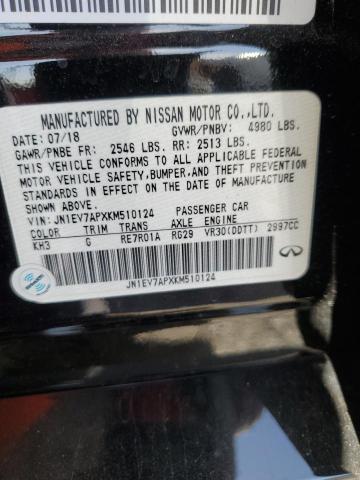 MANUFACTURED BY NISSAN MOTOR CO.,LTD.
DATE: 07/18 GVWR/PNBV: 4980 LBS.
GAWR/PNBE FR: 2546 LBS. RR: 2513 LBS.
THIS VEHICLE CONFORMS TO ALL APPLICABLE FEDERAL
MOTOR VEHICLE SAFETY, BUMPER, AND THEFT PREVENTION
STANDARDS IN EFFECT ON THE DATE OF MANUFACTURE
SHOWN ABOVE.
VIN: JN1EV7APXKM510124 PASSENGER CAR
COLOR TRIM TRANS AXLE ENGINE
KH3 G RE7R01A RG29 VR30(DDTT) 2997CC
JN1EV7APXKM510124